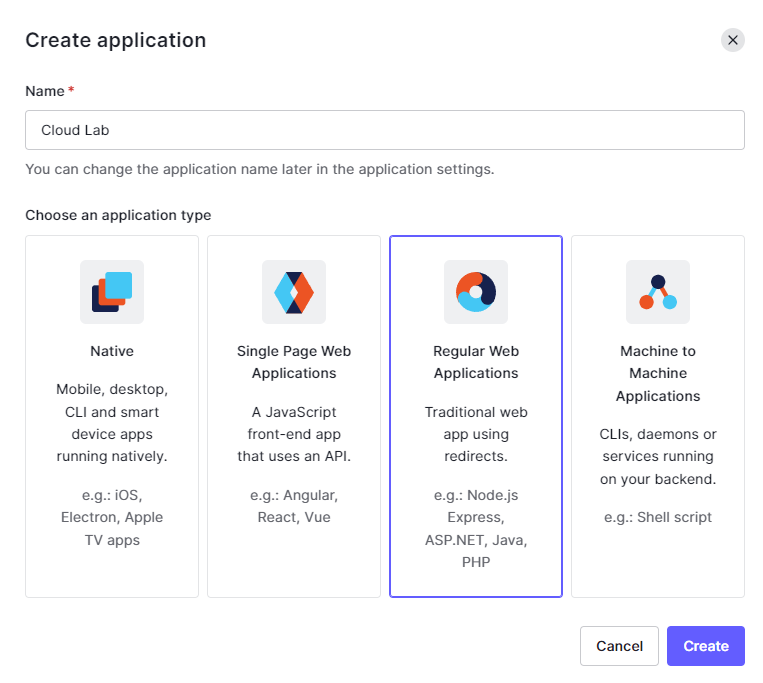 Create application
Name *
Cloud Lab
You can change the application name later in the application settings.
Choose an application type
Native
Mobile, desktop,
CLI and smart
device apps
running natively.
e.g.: iOS,
Electron, Apple
TV apps
Single Page Web
Applications
A JavaScript
front-end app
that uses an API.
e.g.: Angular,
React, Vue
Regular Web
Applications
Traditional web
app using
redirects.
e.g.: Node.js
Express,
ASP.NET, Java,
PHP
Machine to
Machine
Applications
CLIs, daemons or
services running
on your backend.
e.g.: Shell script
Cancel
Create